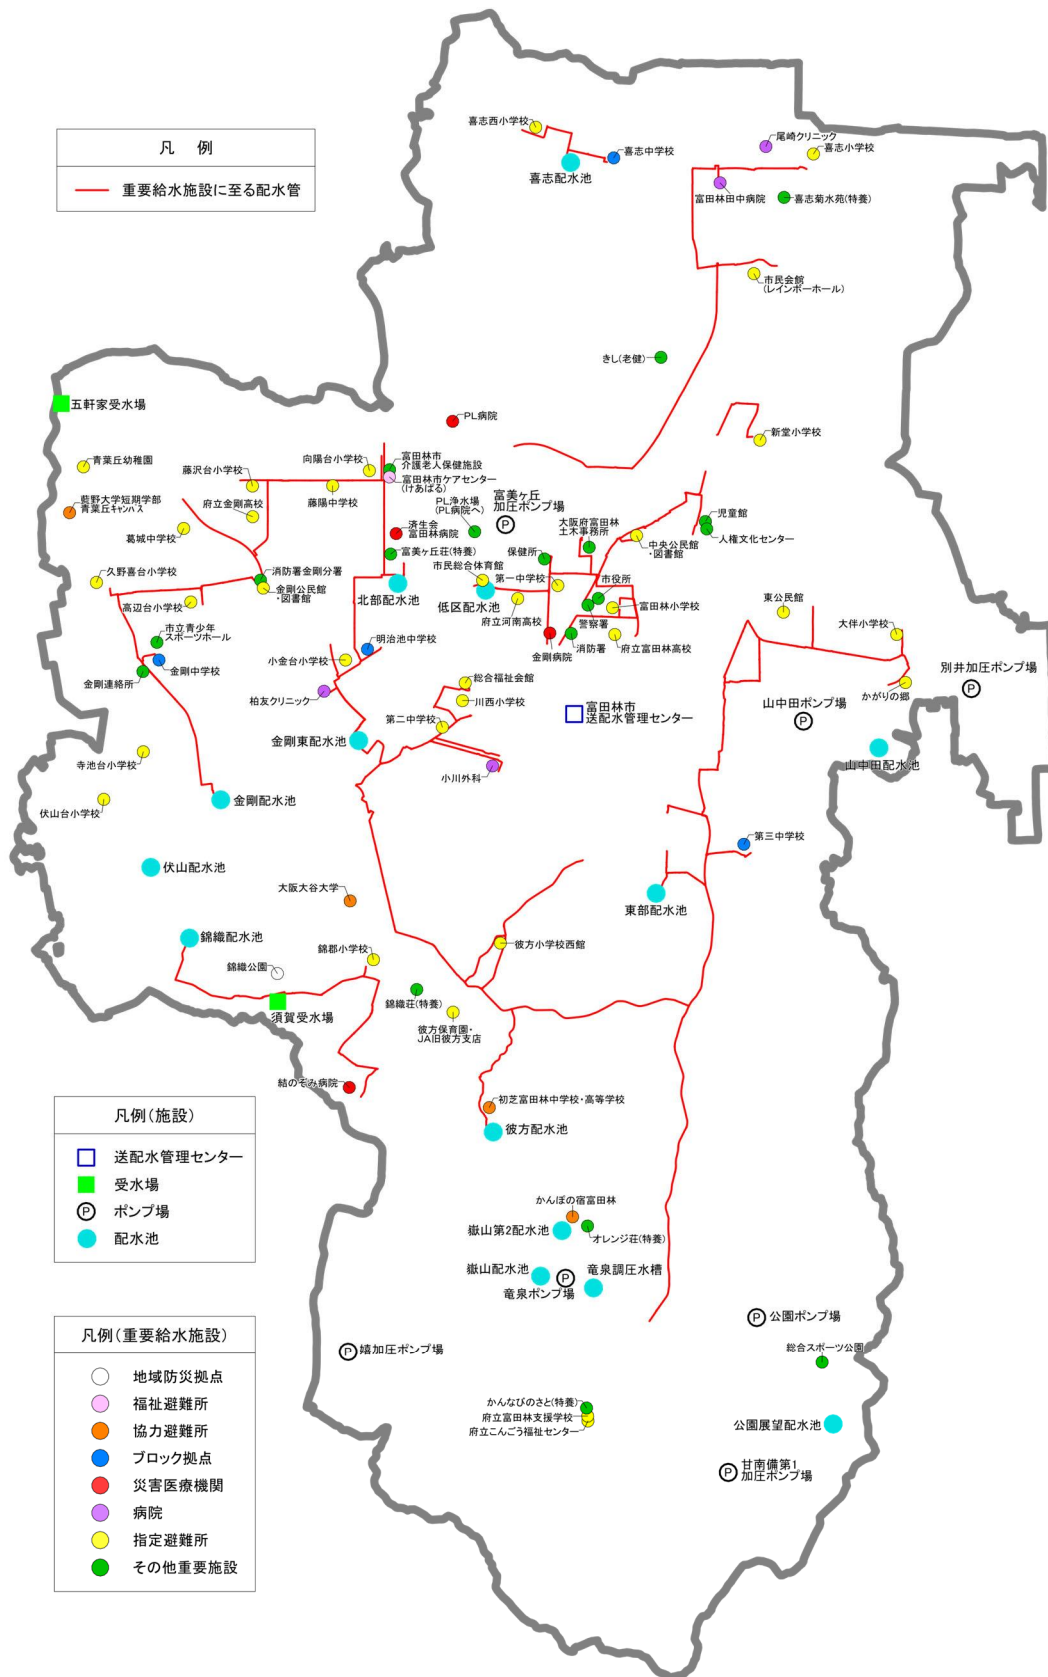 凡 例
重要給水施設に至る配水管
喜志西小学校
喜志中学校
喜志配水池
尾崎クリニック
喜志小学校
富田林田中病院
喜志菊水苑(特養)
市民会館
(レインボーホール)
きし(老健)
五軒家受水場
PL病院
新堂小学校
青葉丘幼稚園
藤沢台小学校
向陽台小学校
富田林市
介護老人保健施設
富田林市ケアセンター
(けあぱる)
藍野大学短期学部
青葉丘キャンパス
府立金剛高校
藤陽中学校
PL浄水場
(PL病院へ)
富美ヶ丘
加圧ポンプ場
P
大阪府富田林
土木事務所
児童館
人権文化センター
葛城中学校
済生会
富田林病院
中央公民館
・図書館
富美ヶ丘荘(特養)
保健所
久野喜台小学校
消防署金剛分署
金剛公民館
・図書館
市民総合体育館
第一中学校
市役所
北部配水池
低区配水池
高辺台小学校
府立河南高校
警察署
富田林小学校
東公民館
市立青少年
スポーツホール
明治池中学校
金剛病院
消防署
府立富田林高校
大伴小学校
金剛中学校
小金台小学校
金剛連絡所
柏友クリニック
総合福祉会館
川西小学校
別井加圧ポンプ場
P
かがりの郷
山中田ポンプ場
P
富田林市
送配水管理センター
第二中学校
金剛東配水池
山中田配水池
寺池台小学校
小川外科
伏山台小学校
金剛配水池
第三中学校
伏山配水池
大阪大谷大学
東部配水池
錦織配水池
錦織公園
錦郡小学校
彼方小学校西館
須賀受水場
錦織荘(特養)
彼方保育園・
JA旧彼方支店
結のぞみ病院
初芝富田林中学校・高等学校
彼方配水池
凡例(施設)
送配水管理センター
受水場
P
ポンプ場
配水池
かんぽの宿富田林
嶽山第2配水池
オレンジ荘(特養)
嶽山配水池
P
竜泉ポンプ場
竜泉調圧水槽
P
公園ポンプ場
P
嬉加圧ポンプ場
総合スポーツ公園
かんなびのさと(特養)
府立富田林支援学校
府立こんごう福祉センター
公園展望配水池
P
甘南備第1
加圧ポンプ場
凡例(重要給水施設)
地域防災拠点
福祉避難所
協力避難所
ブロック拠点
災害医療機関
病院
指定避難所
その他重要施設